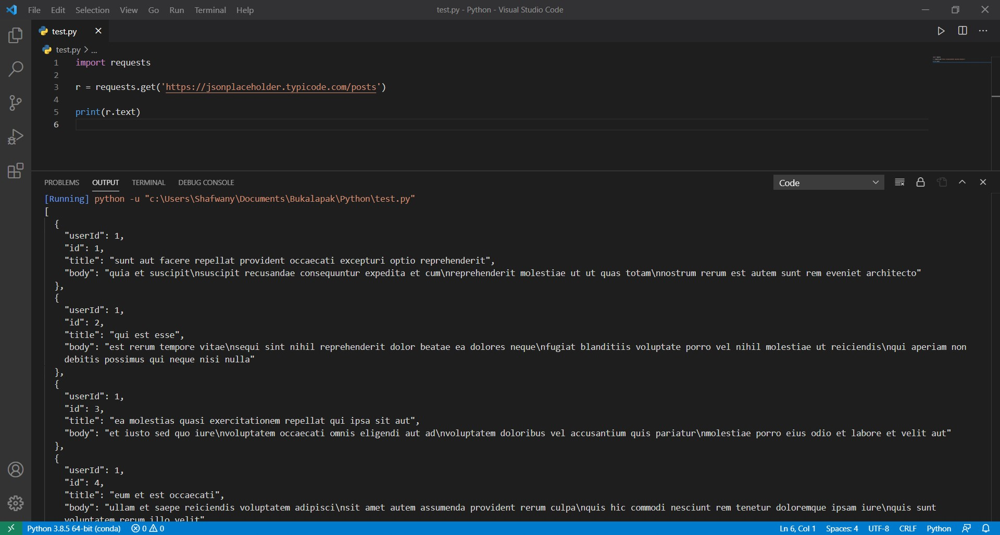 File Edit Selection View Go Run Terminal Help test.py - Python - Visual Studio Code
test.py
test.py > ...
1 import requests
2
3 r = requests.get('https://jsonplaceholder.typicode.com/posts')
4
5 print(r.text)
6
PROBLEMS OUTPUT TERMINAL DEBUG CONSOLE Code
[Running] python -u "c:\Users\Shafwany\Documents\Bukalapak\Python\test.py"
[
{
"userId": 1,
"id": 1,
"title": "sunt aut facere repellat provident occaecati excepturi optio reprehenderit",
"body": "quia et suscipit\nsuscipit recusandae consequuntur expedita et cum\nreprehenderit molestiae ut ut quas totam\nnostrum rerum est autem sunt rem eveniet architecto"
},
{
"userId": 1,
"id": 2,
"title": "qui est esse",
"body": "est rerum tempore vitae\nsequi sint nihil reprehenderit dolor beatae ea dolores neque\nfugiat blanditiis voluptate porro vel nihil molestiae ut reiciendis\nqui aperiam non
debitis possimus qui neque nisi nulla"
},
{
"userId": 1,
"id": 3,
"title": "ea molestias quasi exercitationem repellat qui ipsa sit aut",
"body": "et iusto sed quo iure\nvoluptatem occaecati omnis eligendi aut ad\nvoluptatem doloribus vel accusantium quis pariatur\nmolestiae porro eius odio et labore et velit aut"
},
{
"userId": 1,
"id": 4,
"title": "eum et est occaecati",
"body": "ullam et saepe reiciendis voluptatem adipisci\nsit amet autem assumenda provident rerum culpa\nquis hic commodi nesciunt rem tenetur doloremque ipsam iure\nquis sunt
voluptatem rerum illo velit"
Python 3.8.5 64-bit (conda) 0 0 Ln 6, Col 1 Spaces: 4 UTF-8 CRLF Python